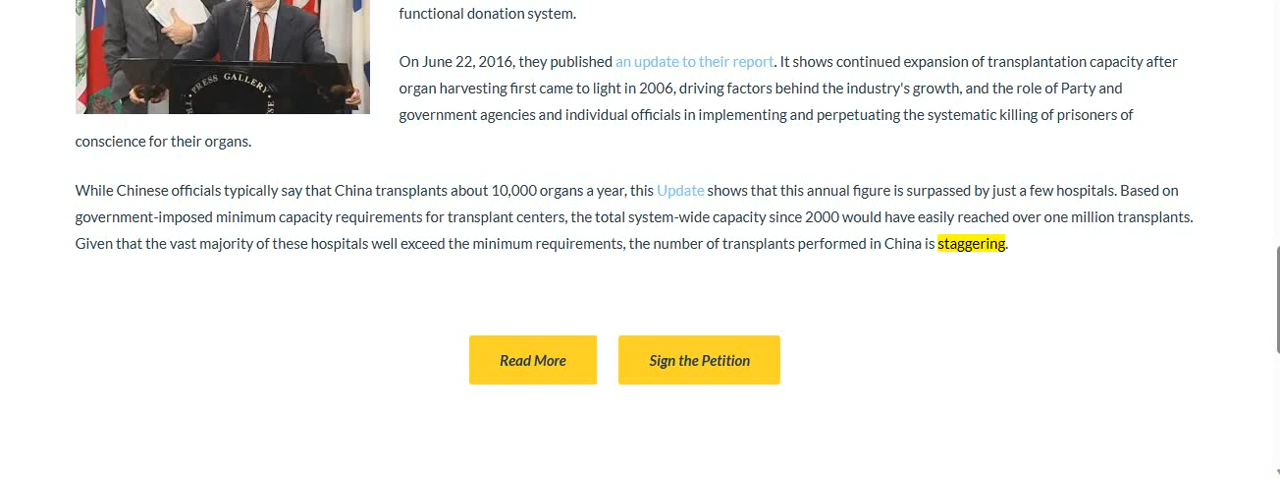 functional donation system.
On June 22, 2016, they published an update to their report. It shows continued expansion of transplantation capacity after
organ harvesting first came to light in 2006, driving factors behind the industry's growth, and the role of Party and
PRESS GALLERY
government agencies and individual officials in implementing and perpetuating the systematic killing of prisoners of
conscience for their organs.
While Chinese officials typically say that China transplants about 10,000 organs a year, this Update shows that this annual figure is surpassed by just a few hospitals. Based on
government-imposed minimum capacity requirements for transplant centers, the total system-wide capacity since 2000 would have easily reached over one million transplants.
Given that the vast majority of these hospitals well exceed the minimum requirements, the number of transplants performed in China is staggering.
Read More
Sign the Petition